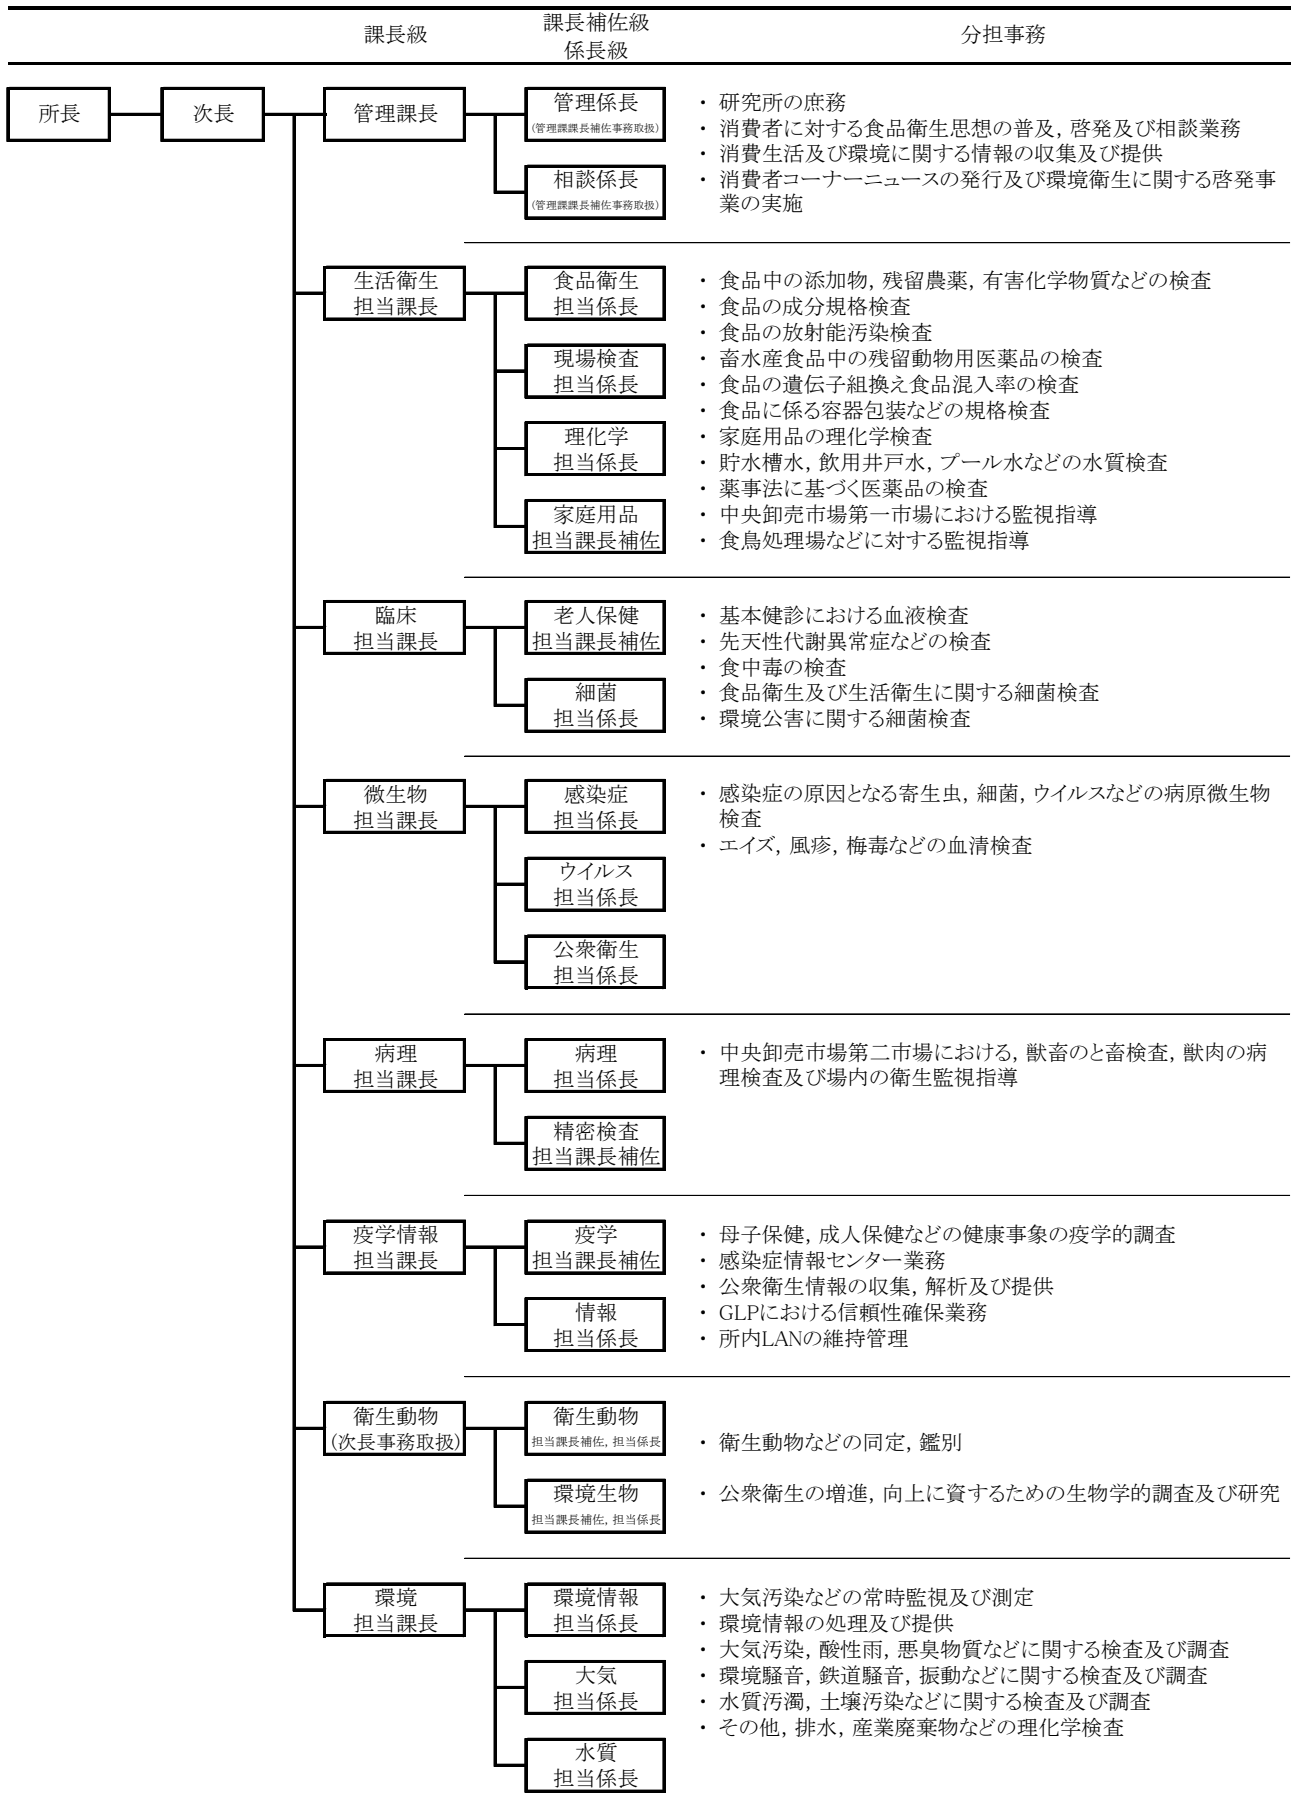 課長級
課長補佐級
係長級
分担事務
所長
次長
管理課長
管理係長
(管理課課長補佐事務取扱)
相談係長
(管理課課長補佐事務取扱)
・ 研究所の庶務
・ 消費者に対する食品衛生思想の普及, 啓発及び相談業務
・ 消費生活及び環境に関する情報の収集及び提供
・ 消費者コーナーニュースの発行及び環境衛生に関する啓発事
業の実施
生活衛生
担当課長
食品衛生
担当係長
現場検査
担当係長
理化学
担当係長
家庭用品
担当課長補佐
・ 食品中の添加物, 残留農薬, 有害化学物質などの検査
・ 食品の成分規格検査
・ 食品の放射能汚染検査
・ 畜水産食品中の残留動物用医薬品の検査
・ 食品の遺伝子組換え食品混入率の検査
・ 食品に係る容器包装などの規格検査
・ 家庭用品の理化学検査
・ 貯水槽水, 飲用井戸水, プール水などの水質検査
・ 薬事法に基づく医薬品の検査
・ 中央卸売市場第一市場における監視指導
・ 食鳥処理場などに対する監視指導
臨床
担当課長
老人保健
担当課長補佐
細菌
担当係長
・ 基本健診における血液検査
・ 先天性代謝異常症などの検査
・ 食中毒の検査
・ 食品衛生及び生活衛生に関する細菌検査
・ 環境公害に関する細菌検査
微生物
担当課長
感染症
担当係長
ウイルス
担当係長
公衆衛生
担当係長
・ 感染症の原因となる寄生虫, 細菌, ウイルスなどの病原微生物
検査
・ エイズ, 風疹, 梅毒などの血清検査
病理
担当課長
病理
担当係長
精密検査
担当課長補佐
・ 中央卸売市場第二市場における, 獣畜のと畜検査, 獣肉の病
理検査及び場内の衛生監視指導
疫学情報
担当課長
疫学
担当課長補佐
情報
担当係長
・ 母子保健, 成人保健などの健康事象の疫学的調査
・ 感染症情報センター業務
・ 公衆衛生情報の収集, 解析及び提供
・ GLPにおける信頼性確保業務
・ 所内LANの維持管理
衛生動物
(次長事務取扱)
衛生動物
担当課長補佐, 担当係長
環境生物
担当課長補佐, 担当係長
・ 衛生動物などの同定, 鑑別
・ 公衆衛生の増進, 向上に資するための生物学的調査及び研究
環境
担当課長
環境情報
担当係長
大気
担当係長
水質
担当係長
・ 大気汚染などの常時監視及び測定
・ 環境情報の処理及び提供
・ 大気汚染, 酸性雨, 悪臭物質などに関する検査及び調査
・ 環境騒音, 鉄道騒音, 振動などに関する検査及び調査
・ 水質汚濁, 土壌汚染などに関する検査及び調査
・ その他, 排水, 産業廃棄物などの理化学検査